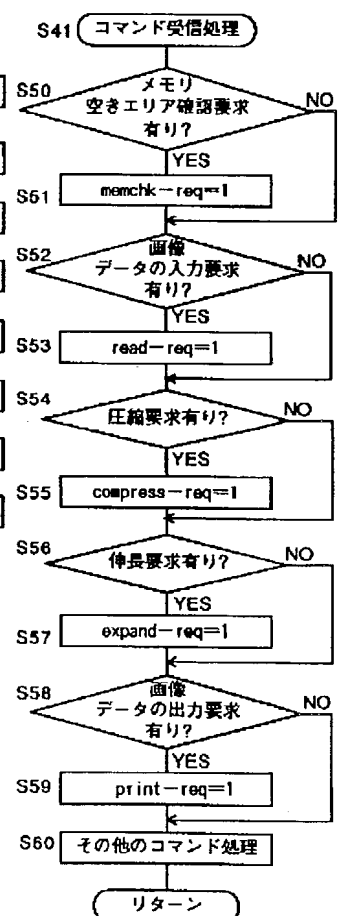 S41 コマンド受信処理
S50 メモリ
空きエリア確認要求
有り?
NO
YES
S51 memchk-req=1
S52 画像
データの入力要求
有り?
NO
YES
S53 read-req=1
S54 圧縮要求有り?
NO
YES
S55 compress-req=1
S56 伸長要求有り?
NO
YES
S57 expand-req=1
S58 画像
データの出力要求
有り?
NO
YES
S59 print-req=1
S60 その他のコマンド処理
リターン